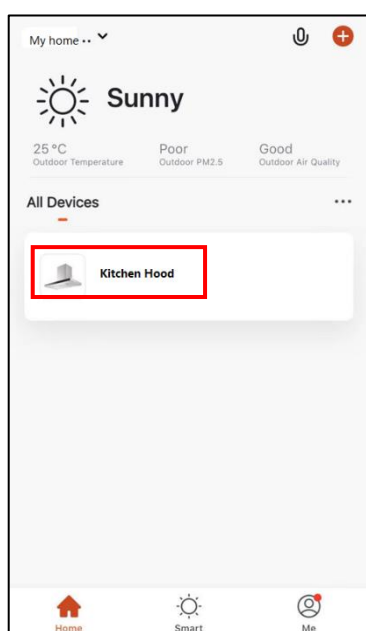 My home ..
Sunny
25 °C Poor Good
Outdoor Temperature Outdoor PM2.5 Outdoor Air Quality
All Devices
Kitchen Hood
Home Smart Me